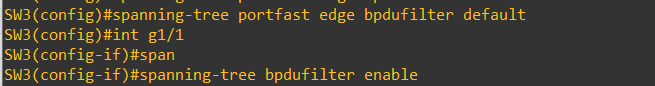 SW3(config)#spanning-tree portfast edge bpdufilter default
SW3(config)#int g1/1
SW3(config-if)#span
SW3(config-if)#spanning-tree bpdufilter enable